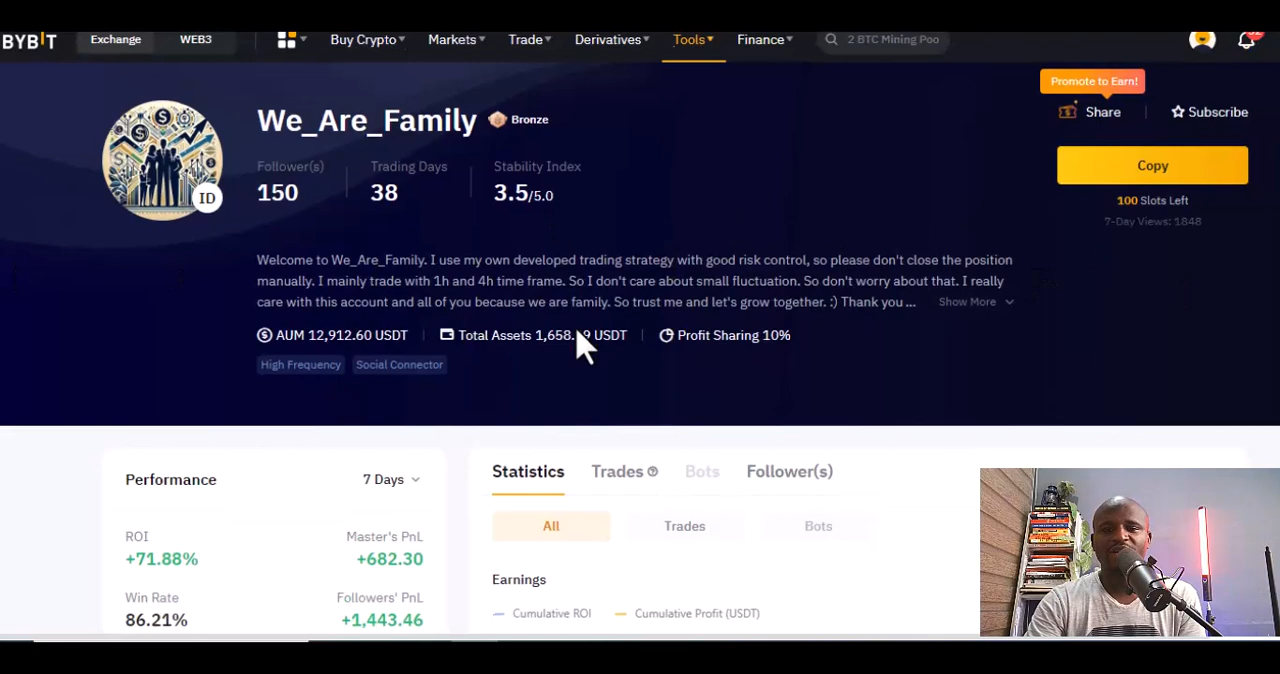 BYBIT
Exchange
WEB3
Buy Crypto
Markets
Trade
Derivatives
Tools
Finance
2 BTC Mining Poo
Promote to Earn!
We_Are_Family
Bronze
Share
Subscribe
Follower(s)
Trading Days
Stability Index
150
38
3.5/5.0
ID
Copy
100 Slots Left
7-Day Views: 1848
Welcome to We_Are_Family. I use my own developed trading strategy with good risk control, so please don't close the position
manually. I mainly trade with 1h and 4h time frame. So I don't care about small fluctuation. So don't worry about that. I really
care with this account and all of you because we are family. So trust me and let's grow together. :) Thank you ...
Show More
AUM 12,912.60 USDT
Total Assets USDT
Profit Sharing 10%
High Frequency
Social Connector
Performance
7 Days
ROI
Master's PnL
+71.88%
+682.30
Win Rate
Followers' PnL
86.21%
+1,443.46
Statistics
Trades
Bots
Follower(s)
All
Trades
Bots
Earnings
Cumulative ROI
Cumulative Profit (USDT)